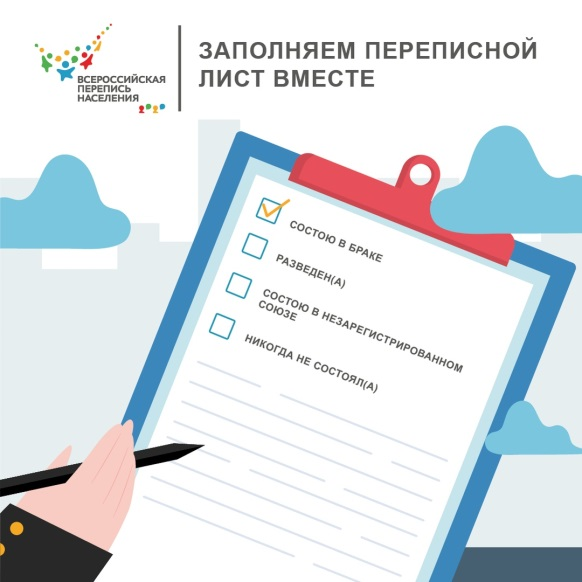 ВСЕРОССИЙСКАЯ
ПЕРЕПИСЬ
НАСЕЛЕНИЯ
2020
ЗАПОЛНЯЕМ ПЕРЕПИСНОЙ
ЛИСТ ВМЕСТЕ
СОСТОЮ В БРАКЕ
РАЗВЕДЕН(А)
СОСТОЮ В НЕЗАРЕГИСТРИРОВАННОМ
СОЮЗЕ
НИКОГДА НЕ СОСТОЯЛ(А)